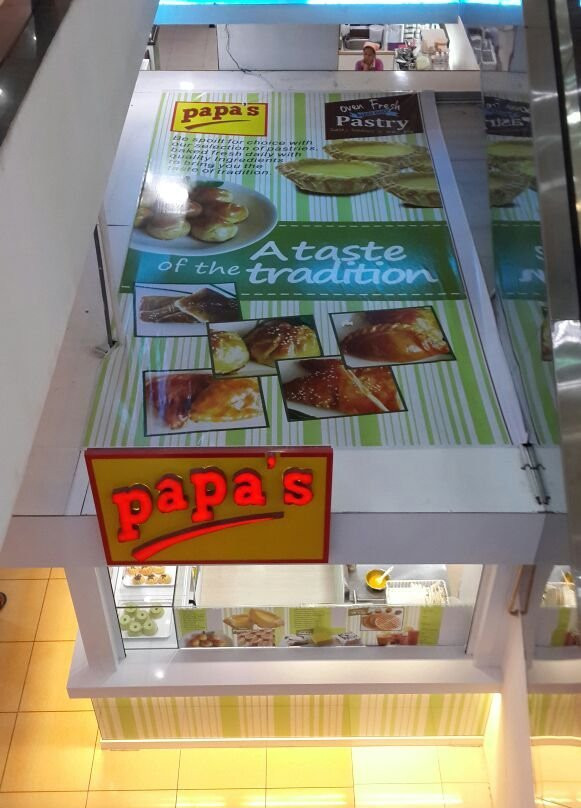 papa's
Oven Fresh
Pastry
Be spoilt for choice with
our selection of pastries,
baked fresh daily with
quality ingredients
to bring you the
taste of tradition.
A taste
of the tradition
papa's